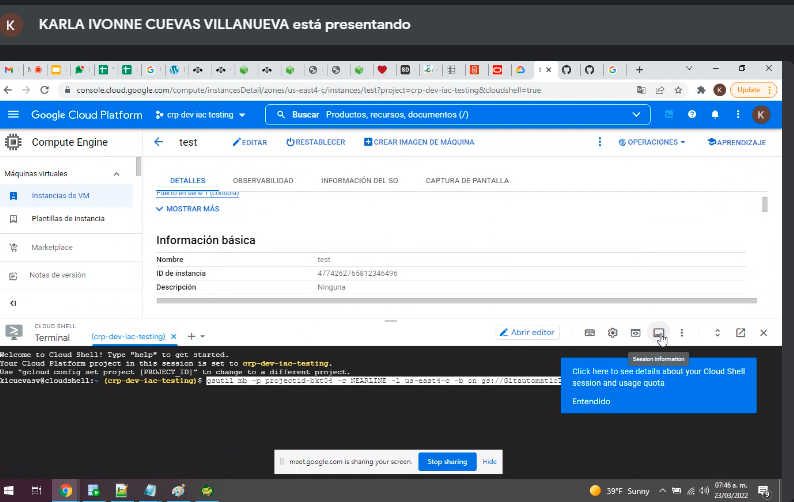 K KARLA IVONNE CUEVAS VILLANUEVA está presentando
console.cloud.google.com/compute/instancesDetail/zones/us-east4-c/instances/test?project=crp-dev-iac-testing&cloudshell=true
K Update
Google Cloud Platform crp dev iac testing Buscar Productos, recursos, documentos (/) K
Compute Engine test EDITAR RESTABLECER CREAR IMAGEN DE MÁQUINA OPERACIONES APRENDIZAJE
Máquinas virtuales
DETALLES OBSERVABILIDAD INFORMACIÓN DEL SO CAPTURA DE PANTALLA
Instancias de VM
Puerto en serie 1 (consola)
MOSTRAR MÁS
Plantillas de instancia
Información básica
Marketplace
Nombre test
ID de instancia 4774262765812346496
Notas de versión
Descripción Ninguna
CLOUD SHELL
Terminal (crp-dev-iac-testing) Abrir editor
Session Information
Welcome to Cloud Shell! Type "help" to get started.
Your Cloud Platform project in this session is set to crp-dev-iac-testing.
Use "gcloud config set project [PROJECT_ID]" to change to a different project.
kicuevasv@cloudshell:~ (crp-dev-iac-testing)$ gsutil mb -p projectid-bkt04 -c NEARLINE -l us-east4-c -b on gs://Gitautomatic
Click here to see details about your Cloud Shell
session and usage quota
Entendido
meet.google.com is sharing your screen. Stop sharing Hide
39°F Sunny 07:46 a. m.
23/03/2022
9